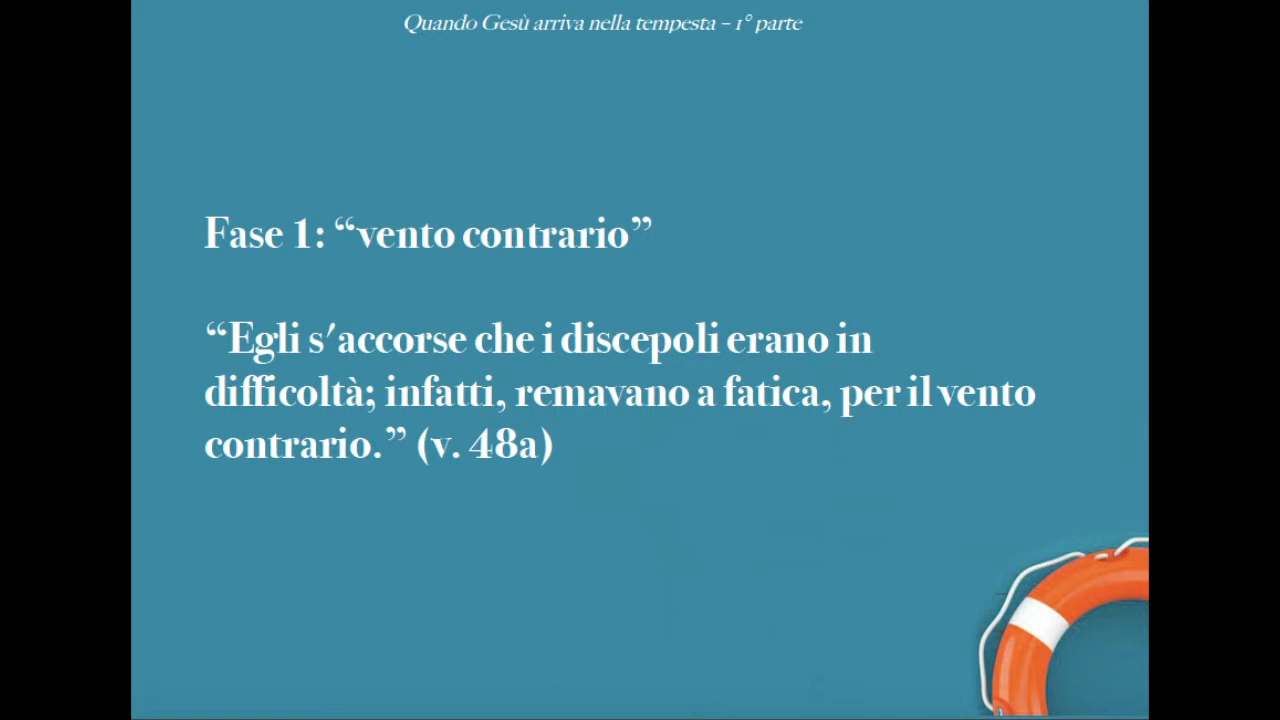 Quando Gesù arriva nella tempesta – 1° parte
Fase 1: “vento contrario”
“Egli s'accorse che i discepoli erano in
difficoltà; infatti, remavano a fatica, per il vento
contrario.” (v. 48a)